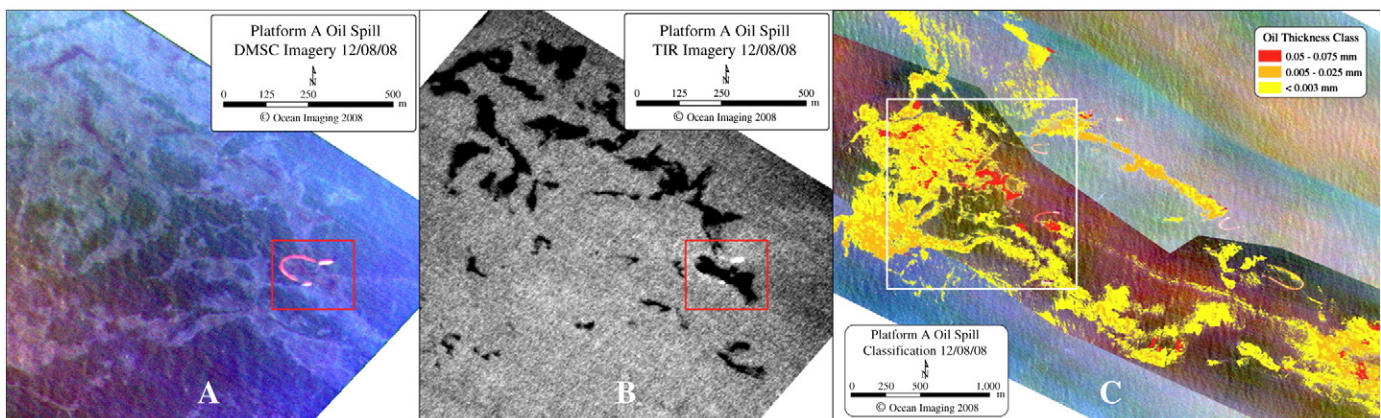 Platform A Oil Spill
DMSC Imagery 12/08/08
N
0 125 250 500
m
© Ocean Imaging 2008
A
Platform A Oil Spill
TIR Imagery 12/08/08
N
0 125 250 500
m
© Ocean Imaging 2008
B
Oil Thickness Class
0.05 - 0.075 mm
0.005 - 0.025 mm
< 0.003 mm
Platform A Oil Spill
Classification 12/08/08
N
0 250 500 1,000
m
© Ocean Imaging 2008
C